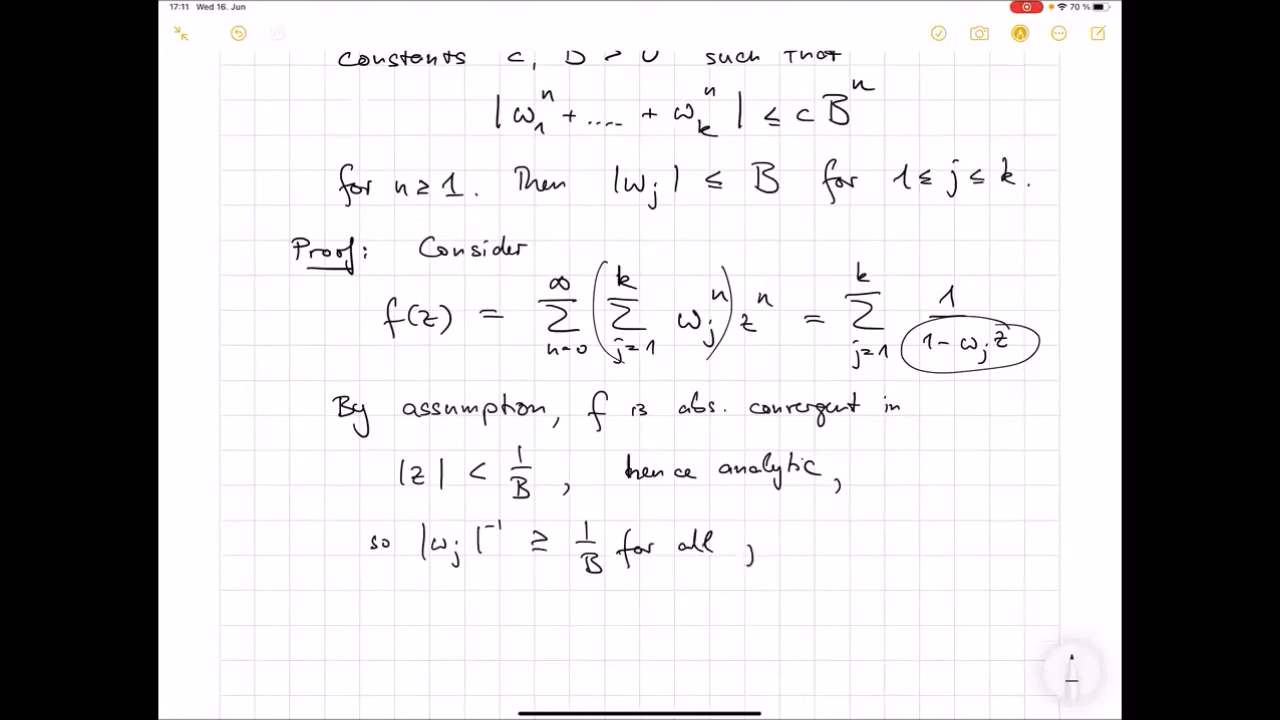 17:11 Wed 16. Jun 70 %
constants c, B > 0 such that
|ω₁ⁿ + .... + ωₖⁿ| ≤ c Bⁿ
for n ≥ 1. Then |ωⱼ| ≤ B for 1 ≤ j ≤ k.
Proof: Consider
f(z) = ∑_{n=0}^{∞} (∑_{j=1}^{k} ωⱼⁿ) zⁿ = ∑_{j=1}^{k} 1/(1 - ωⱼz)
By assumption, f is abs. convergent in
|z| < 1/B, hence analytic,
so |ωⱼ|⁻¹ ≥ 1/B for all j